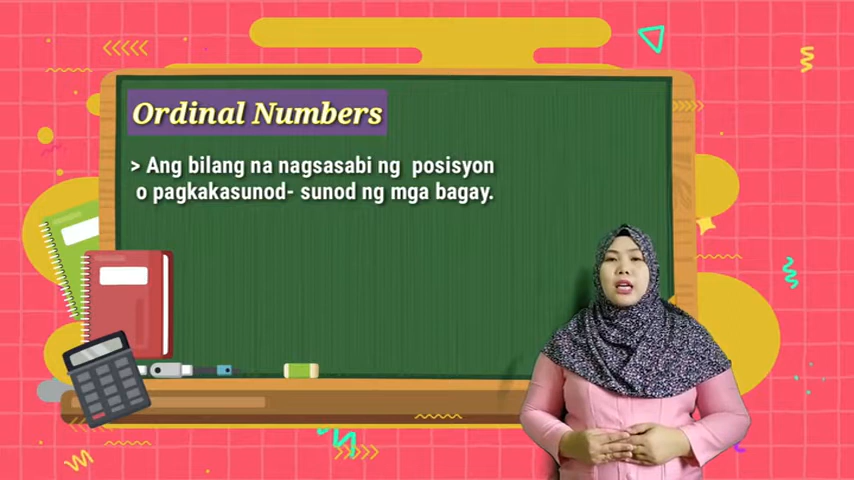 Ordinal Numbers
> Ang bilang na nagsasabi ng posisyon
o pagkakasunod- sunod ng mga bagay.